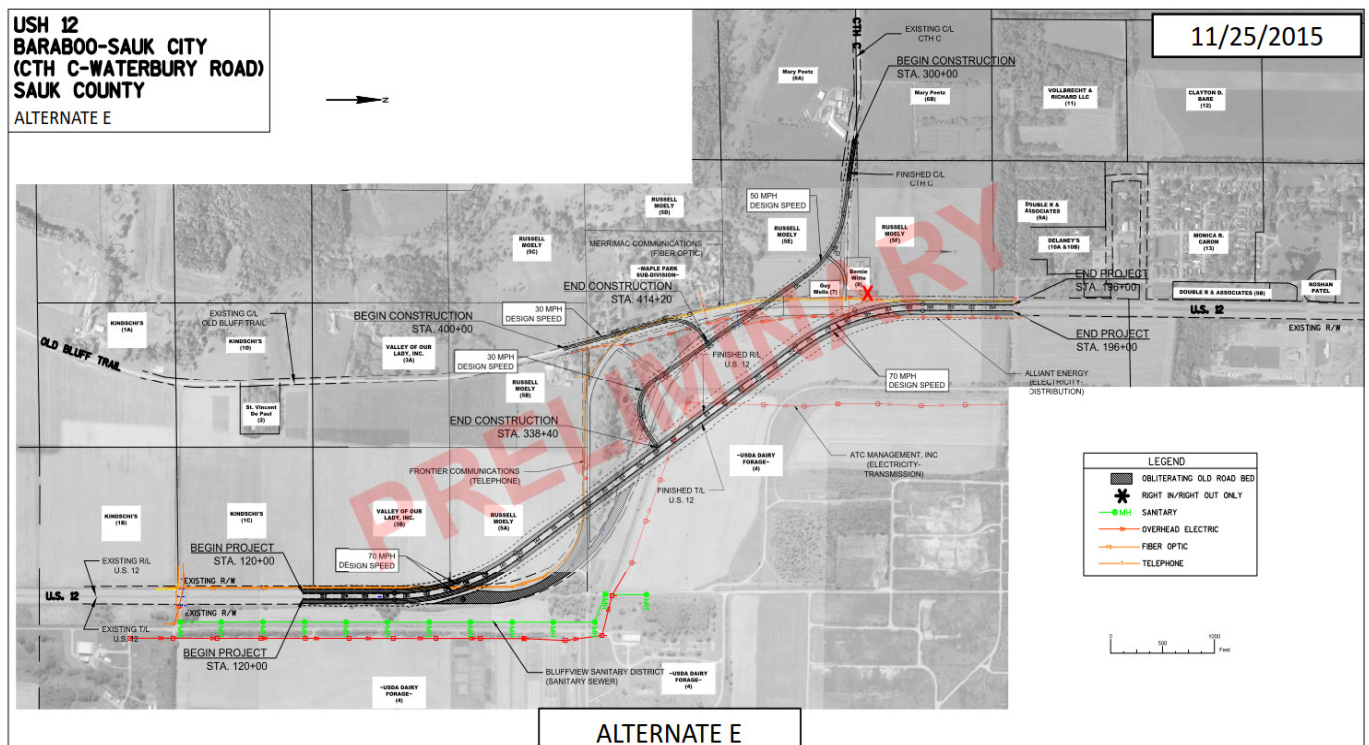 USH 12
BARABOO-SAUK CITY
(CTH C-WATERBURY ROAD)
SAUK COUNTY
ALTERNATE E
N
11/25/2015
CTH C
EXISTING C/L
CTH C
BEGIN CONSTRUCTION
STA. 300+00
Mary Peetz
(6A)
Mary Peetz
(6B)
VOLLBRECHT &
RICHARD LLC
(11)
CLAYTON D.
BARE
(12)
FINISHED C/L
CTH C
50 MPH
DESIGN SPEED
RUSSELL
MOELY
(5D)
RUSSELL
MOELY
(5C)
MERRIMAC COMMUNICATIONS
(FIBER OPTIC)
RUSSELL
MOELY
(5E)
RUSSELL
MOELY
(5F)
DOUBLE R &
ASSOCIATES
(9A)
DELANEY'S
(10A &10B)
MONICA R.
CARON
(13)
~MAPLE PARK
SUB-DIVISION~
Guy
Wells (7)
Bernie
Witte
(8)
X
END CONSTRUCTION
STA. 414+20
END PROJECT
STA. 196+00
DOUBLE R & ASSOCIATES (9B)
ROSHAN
PATEL
U.S. 12
EXISTING R/W
END PROJECT
STA. 196+00
30 MPH
DESIGN SPEED
BEGIN CONSTRUCTION
STA. 400+00
EXISTING C/L
OLD BLUFF TRAIL
KINDSCHI'S
(1A)
KINDSCHI'S
(1D)
VALLEY OF OUR
LADY, INC.
(3A)
OLD BLUFF TRAIL
30 MPH
DESIGN SPEED
FINISHED R/L
U.S. 12
70 MPH
DESIGN SPEED
ALLIANT ENERGY
(ELECTRICITY-
DISTRIBUTION)
RUSSELL
MOELY
(5B)
St. Vincent
De Paul
(2)
END CONSTRUCTION
STA. 338+40
PRELIMINARY
~USDA DAIRY
FORAGE~
(4)
ATC MANAGEMENT, INC
(ELECTRICITY-
TRANSMISSION)
FRONTIER COMMUNICATIONS
(TELEPHONE)
FINISHED T/L
U.S. 12
KINDSCHI'S
(1B)
KINDSCHI'S
(1C)
VALLEY OF OUR
LADY, INC.
(3B)
RUSSELL
MOELY
(5A)
BEGIN PROJECT
STA. 120+00
70 MPH
DESIGN SPEED
EXISTING R/L
U.S. 12
EXISTING R/W
U.S. 12
EXISTING R/W
EXISTING T/L
U.S. 12
BEGIN PROJECT
STA. 120+00
BLUFFVIEW SANITARY DISTRICT
(SANITARY SEWER)
~USDA DAIRY
FORAGE~
(4)
~USDA DAIRY
FORAGE~
(4)
LEGEND
OBLITERATING OLD ROAD BED
RIGHT IN/RIGHT OUT ONLY
MH SANITARY
OVERHEAD ELECTRIC
FIBER OPTIC
TELEPHONE
0 500 1000
Feet
ALTERNATE E